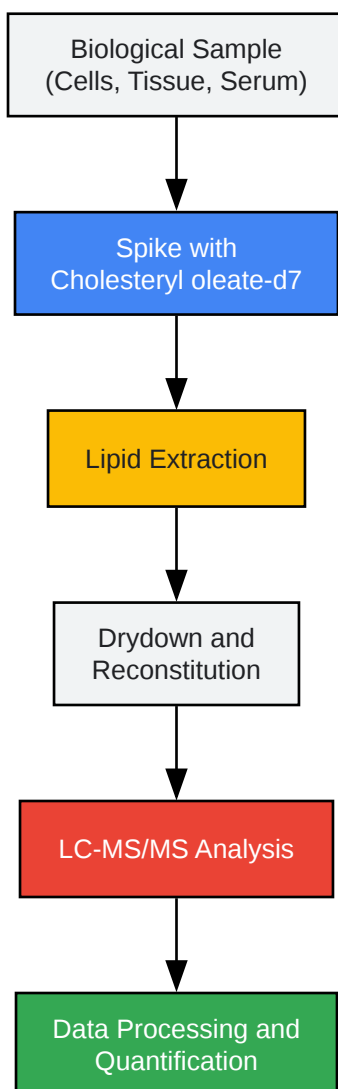 Biological Sample
(Cells, Tissue, Serum)
Spike with
Cholesteryl oleate-d7
Lipid Extraction
Drydown and
Reconstitution
LC-MS/MS Analysis
Data Processing and
Quantification